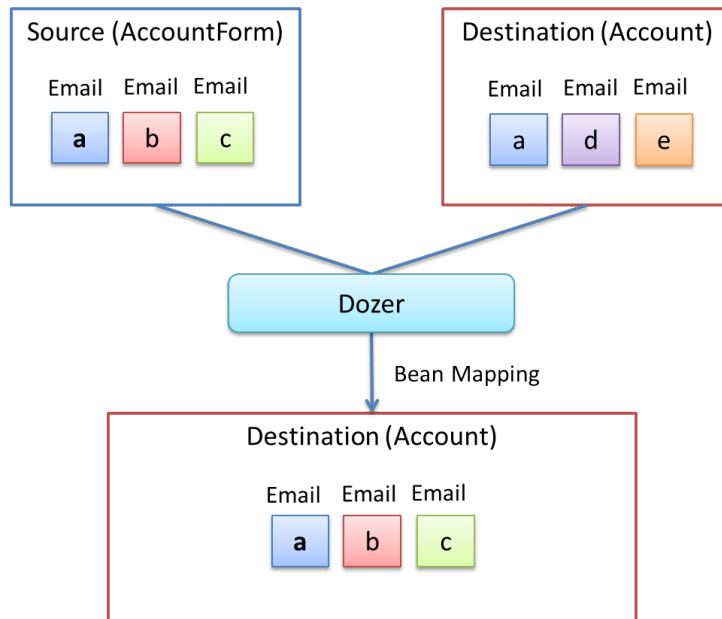 Source (AccountForm)
Email Email Email
a b c
Destination (Account)
Email Email Email
a d e
Dozer
Bean Mapping
Destination (Account)
Email Email Email
a b c